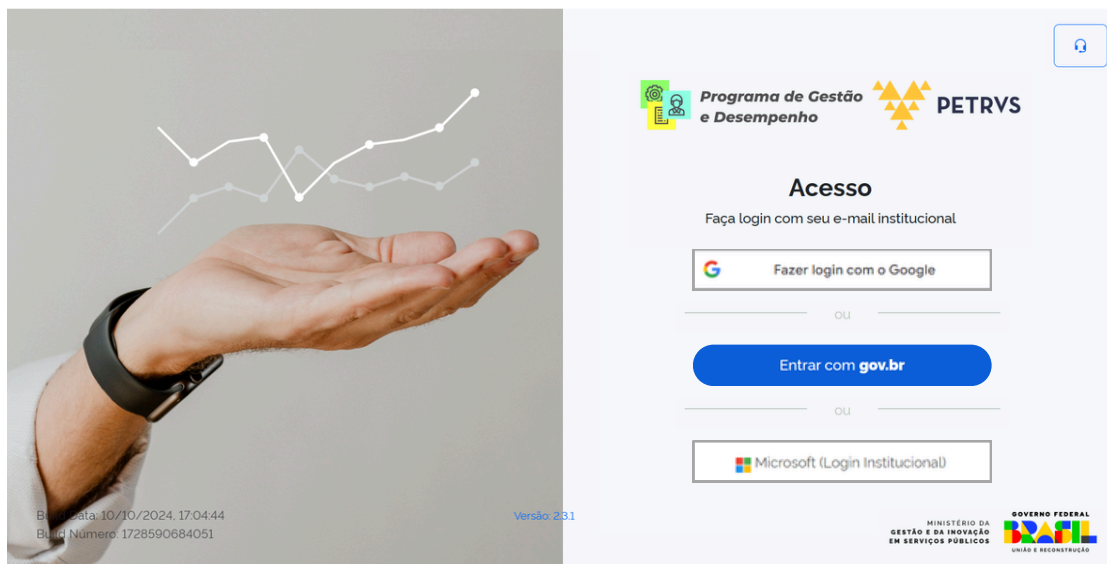 Programa de Gestão
e Desempenho
PETRVS
Acesso
Faça login com seu e-mail institucional
Fazer login com o Google
ou
Entrar com gov.br
ou
Microsoft (Login Institucional)
Build Data: 10/10/2024, 17:04:44
Build Número: 1728590684051
Versão: 2.3.1
MINISTÉRIO DA
GESTÃO E DA INOVAÇÃO
EM SERVIÇOS PÚBLICOS
GOVERNO FEDERAL
BRASIL
UNIÃO E RECONSTRUÇÃO